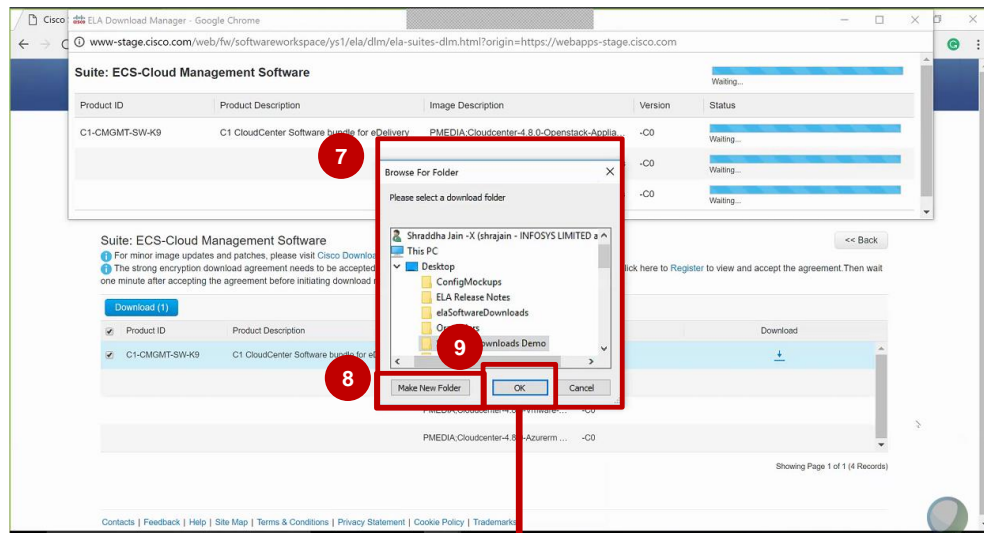 Cisco
ELA Download Manager - Google Chrome
www-stage.cisco.com/web/fw/softwareworkspace/ys1/ela/dlm/ela-suites-dlm.html?origin=https://webapps-stage.cisco.com
Suite: ECS-Cloud Management Software
Waiting...
Product ID Product Description Image Description Version Status
C1-CMGMT-SW-K9 C1 CloudCenter Software bundle for eDelivery PMEDIA:Cloudcenter-4.8.0-Openstack-Applia... -C0
Waiting...
7
-C0
Waiting...
-C0
Waiting...
Browse For Folder
Please select a download folder
Shraddha Jain -X (shrajain - INFOSYS LIMITED a
This PC
Desktop
ConfigMockups
ELA Release Notes
elaSoftwareDownloads
Downloads Demo
9
Make New Folder OK Cancel
8
Suite: ECS-Cloud Management Software
<< Back
For minor image updates and patches, please visit Cisco
The strong encryption download agreement needs to be accepted
here to Register to view and accept the agreement.Then wait
one minute after accepting the agreement before initiating download
Download (1)
Product ID Product Description Download
C1-CMGMT-SW-K9 C1 CloudCenter Software bundle for
-C0
PMEDIA:Cloudcenter-4.8.0-Azurerm ... -C0
Showing Page 1 of 1 (4 Records)
Contacts | Feedback | Help | Site Map | Terms & Conditions | Privacy Statement | Cookie Policy | Trademarks